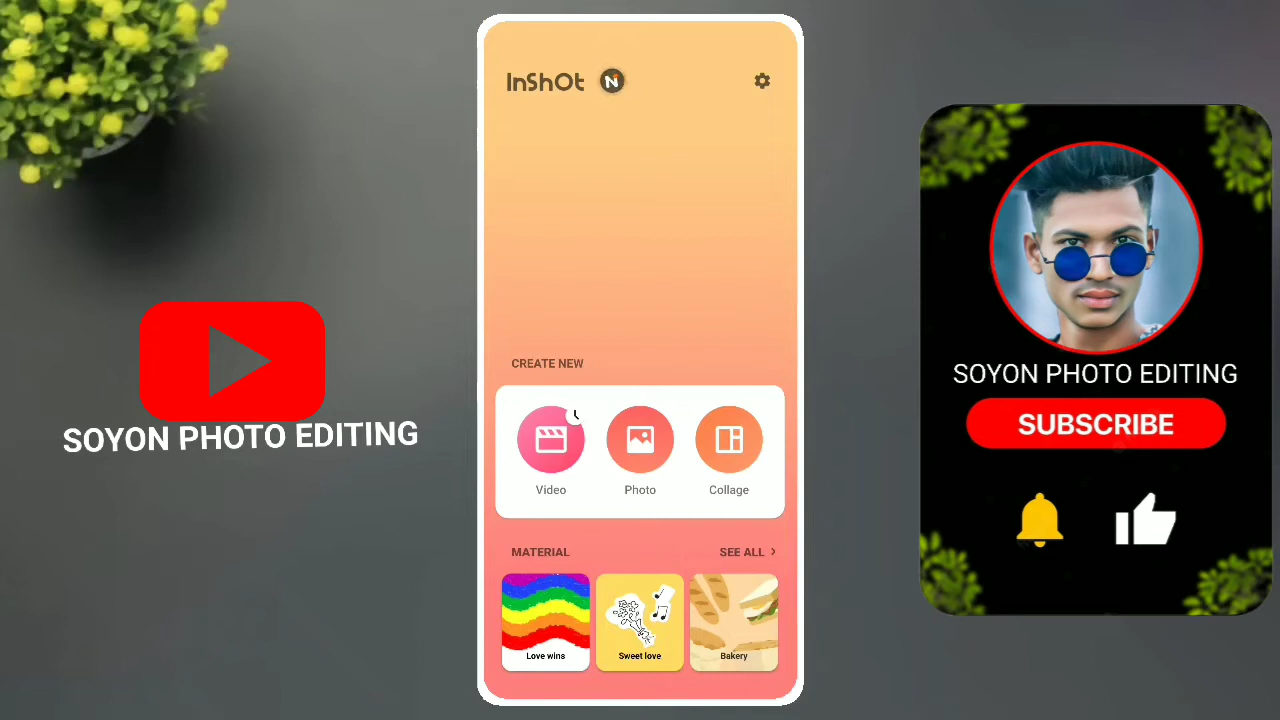 InShOt N
CREATE NEW
Video Photo Collage
MATERIAL SEE ALL >
Love wins Sweet love Bakery
SOYON PHOTO EDITING
SOYON PHOTO EDITING
SUBSCRIBE